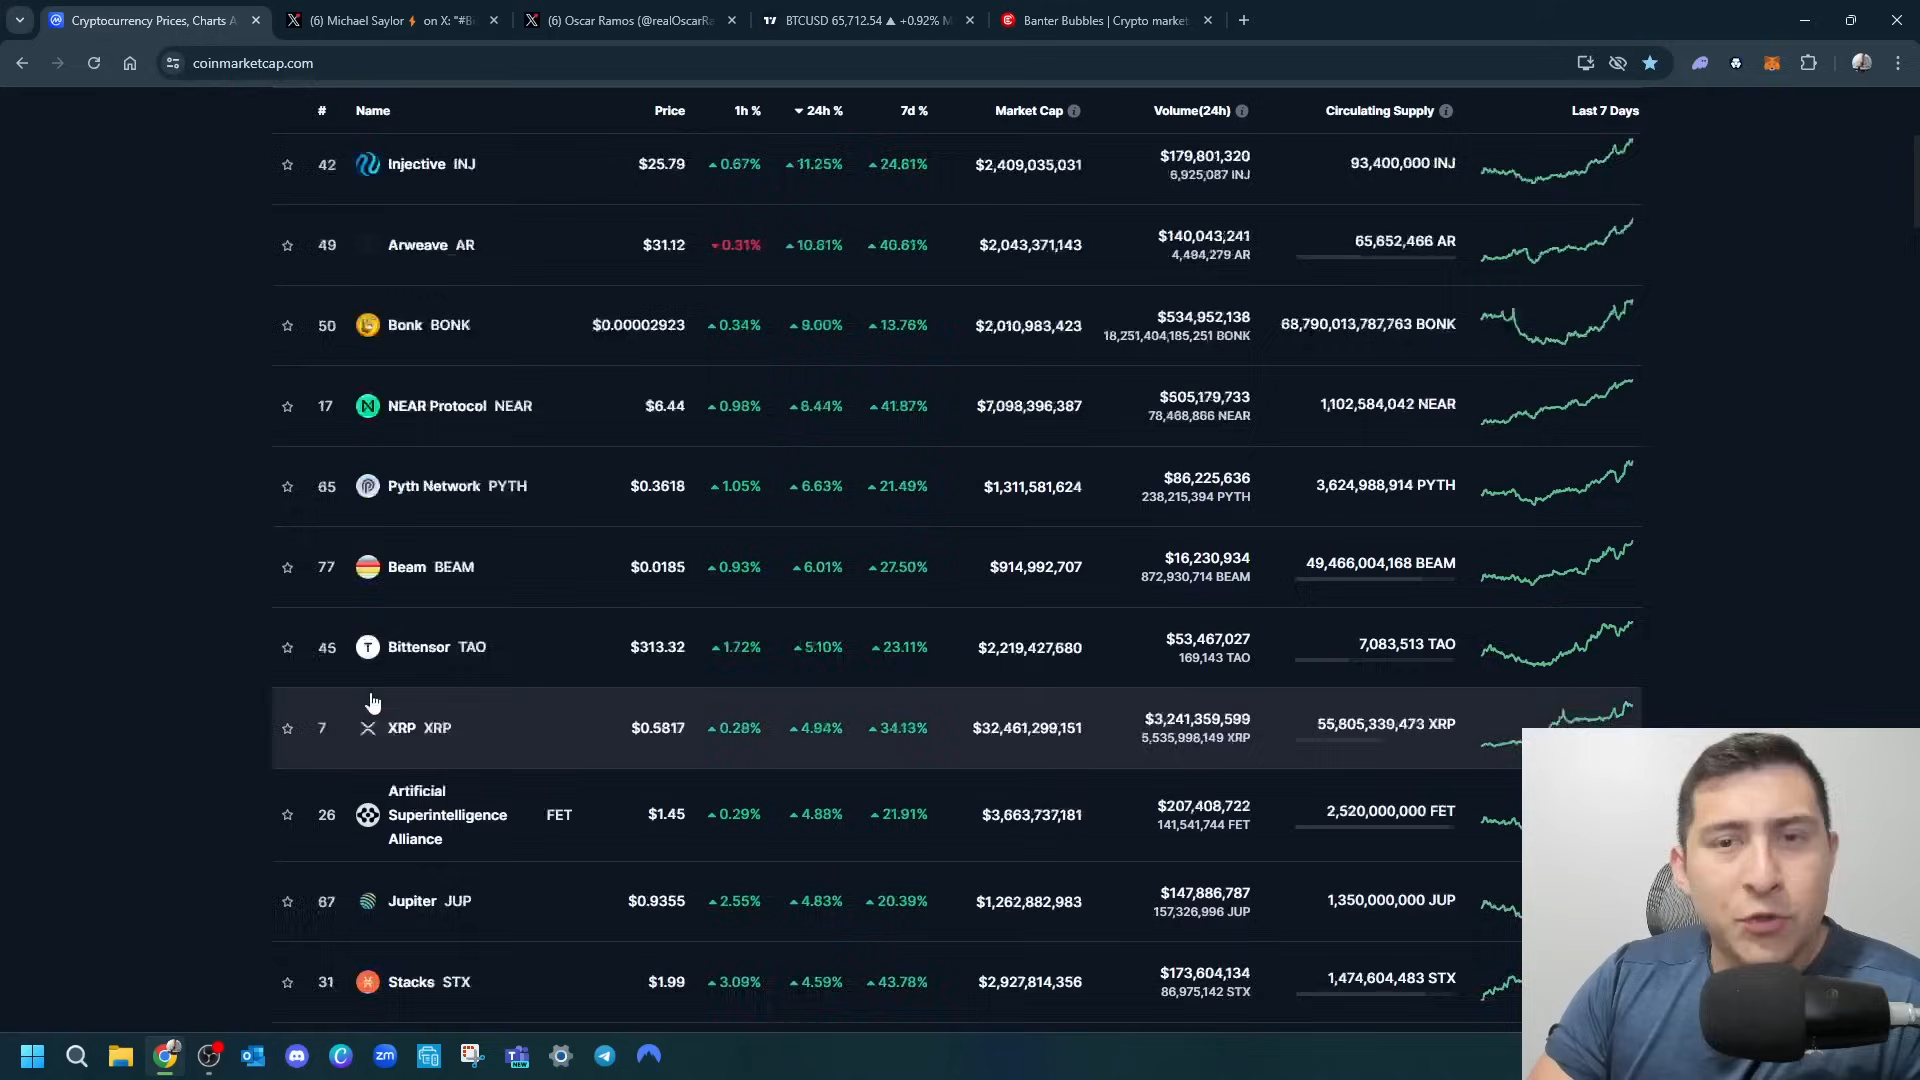 Cryptocurrency Prices, Charts A
(6) Michael Saylor⚡ on X: "#B
(6) Oscar Ramos (@realOscarRa
BTCUSD 65,712.54 ▲ +0.92% M
Banter Bubbles | Crypto market
coinmarketcap.com
# Name Price 1h % 24h % 7d % Market Cap Volume(24h) Circulating Supply Last 7 Days
42 Injective INJ $25.79 0.67% 11.25% 24.61% $2,409,035,031 $179,801,320 93,400,000 INJ
6,925,087 INJ
49 Arweave AR $31.12 0.31% 10.81% 40.61% $2,043,371,143 $140,043,241 65,652,466 AR
4,494,279 AR
50 Bonk BONK $0.00002923 0.34% 9.00% 13.76% $2,010,983,423 $534,952,138 68,790,013,787,763 BONK
18,251,404,185,251 BONK
17 NEAR Protocol NEAR $6.44 0.98% 8.44% 41.87% $7,098,396,387 $505,179,733 1,102,584,042 NEAR
78,468,866 NEAR
65 Pyth Network PYTH $0.3618 1.05% 6.63% 21.49% $1,311,581,624 $86,225,636 3,624,988,914 PYTH
238,215,394 PYTH
77 Beam BEAM $0.0185 0.93% 6.01% 27.50% $914,992,707 $16,230,934 49,466,004,168 BEAM
872,930,714 BEAM
45 Bittensor TAO $313.32 1.72% 5.10% 23.11% $2,219,427,680 $53,467,027 7,083,513 TAO
169,143 TAO
7 XRP XRP $0.5817 0.28% 4.94% 34.13% $32,461,299,151 $3,241,359,599 55,805,339,473 XRP
5,535,998,149 XRP
26 Artificial Superintelligence Alliance FET $1.45 0.29% 4.88% 21.91% $3,663,737,181 $207,408,722 2,520,000,000 FET
141,541,744 FET
67 Jupiter JUP $0.9355 2.55% 4.83% 20.39% $1,262,882,983 $147,886,787 1,350,000,000 JUP
157,326,996 JUP
31 Stacks STX $1.99 3.09% 4.59% 43.78% $2,927,814,356 $173,604,134 1,474,604,483 STX
86,975,142 STX
zm
NEW